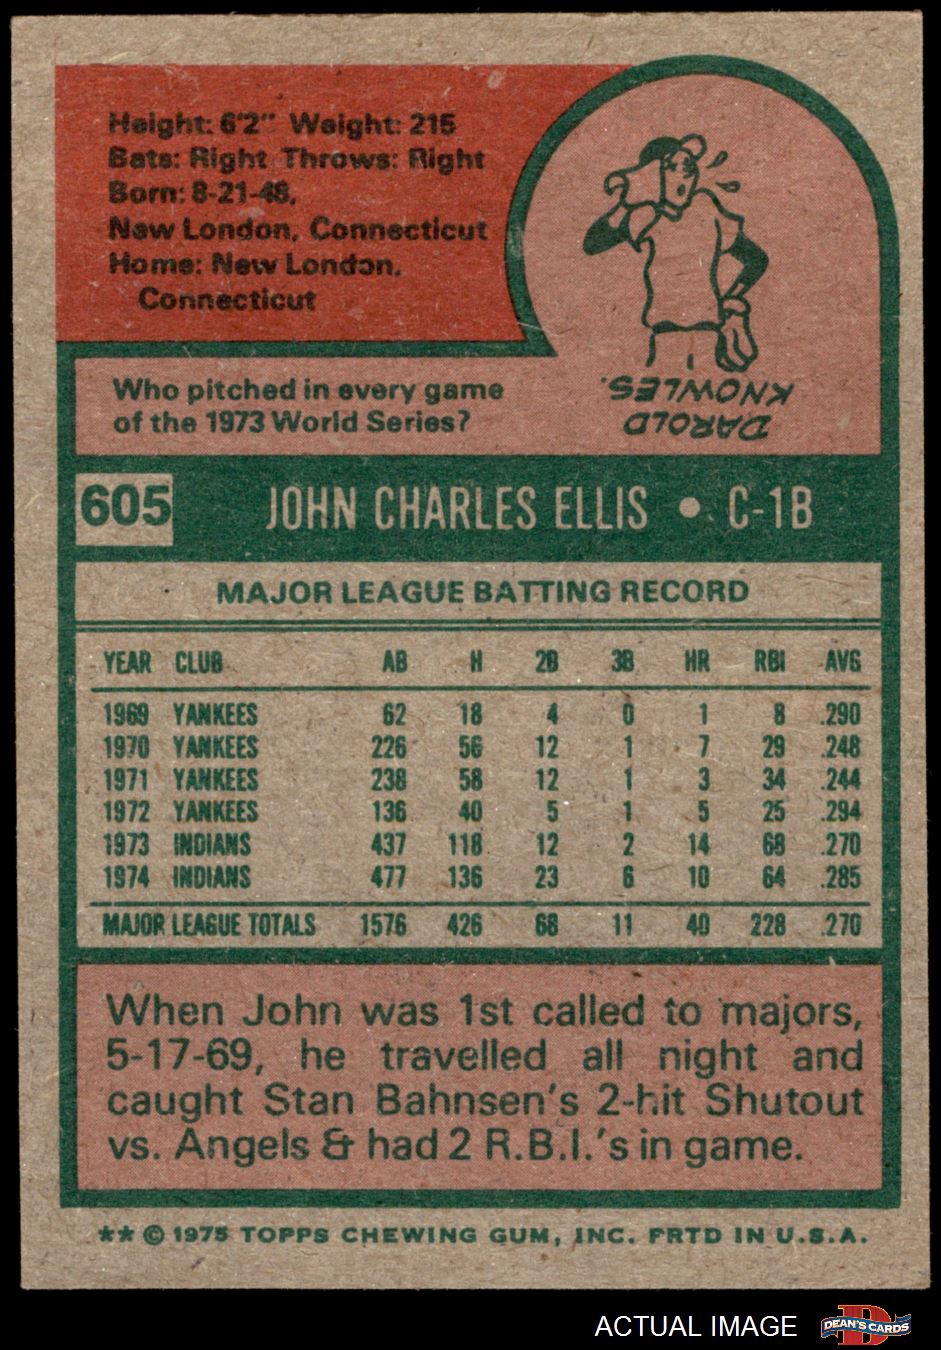 Height: 6'2" Weight: 215
Bats: Right Throws: Right
Born: 8-21-48,
New London, Connecticut
Home: New London,
Connecticut
Who pitched in every game
of the 1973 World Series?
DAROLD
KNOWLES.
605 JOHN CHARLES ELLIS • C-1B
MAJOR LEAGUE BATTING RECORD
YEAR CLUB AB H 2B 3B HR RBI AVG
1969 YANKEES 62 18 4 0 1 8 .290
1970 YANKEES 226 56 12 1 7 29 .248
1971 YANKEES 238 58 12 1 3 34 .244
1972 YANKEES 136 40 5 1 5 25 .294
1973 INDIANS 437 118 12 2 14 68 .270
1974 INDIANS 477 136 23 6 10 64 .285
MAJOR LEAGUE TOTALS 1576 426 68 11 40 228 .270
When John was 1st called to majors,
5-17-69, he travelled all night and
caught Stan Bahnsen's 2-hit Shutout
vs. Angels & had 2 R.B.I.'s in game.
** © 1975 TOPPS CHEWING GUM, INC. PRTD IN U.S.A.
ACTUAL IMAGE
D
DEAN'S CARDS